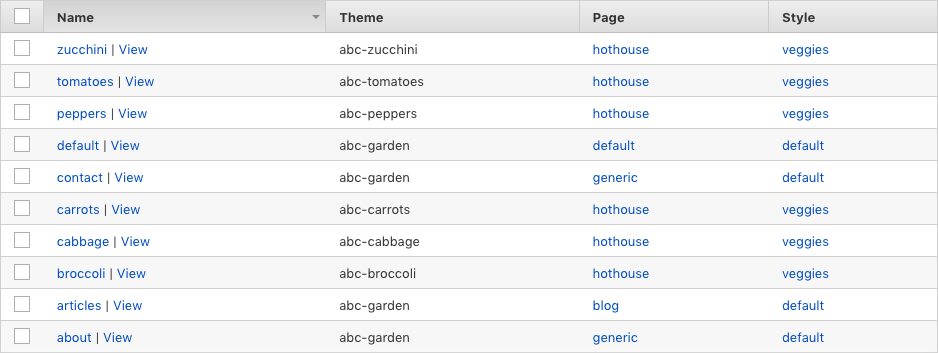 Name Theme Page Style
zucchini | View abc-zucchini hothouse veggies
tomatoes | View abc-tomatoes hothouse veggies
peppers | View abc-peppers hothouse veggies
default | View abc-garden default default
contact | View abc-garden generic default
carrots | View abc-carrots hothouse veggies
cabbage | View abc-cabbage hothouse veggies
broccoli | View abc-broccoli hothouse veggies
articles | View abc-garden blog default
about | View abc-garden generic default